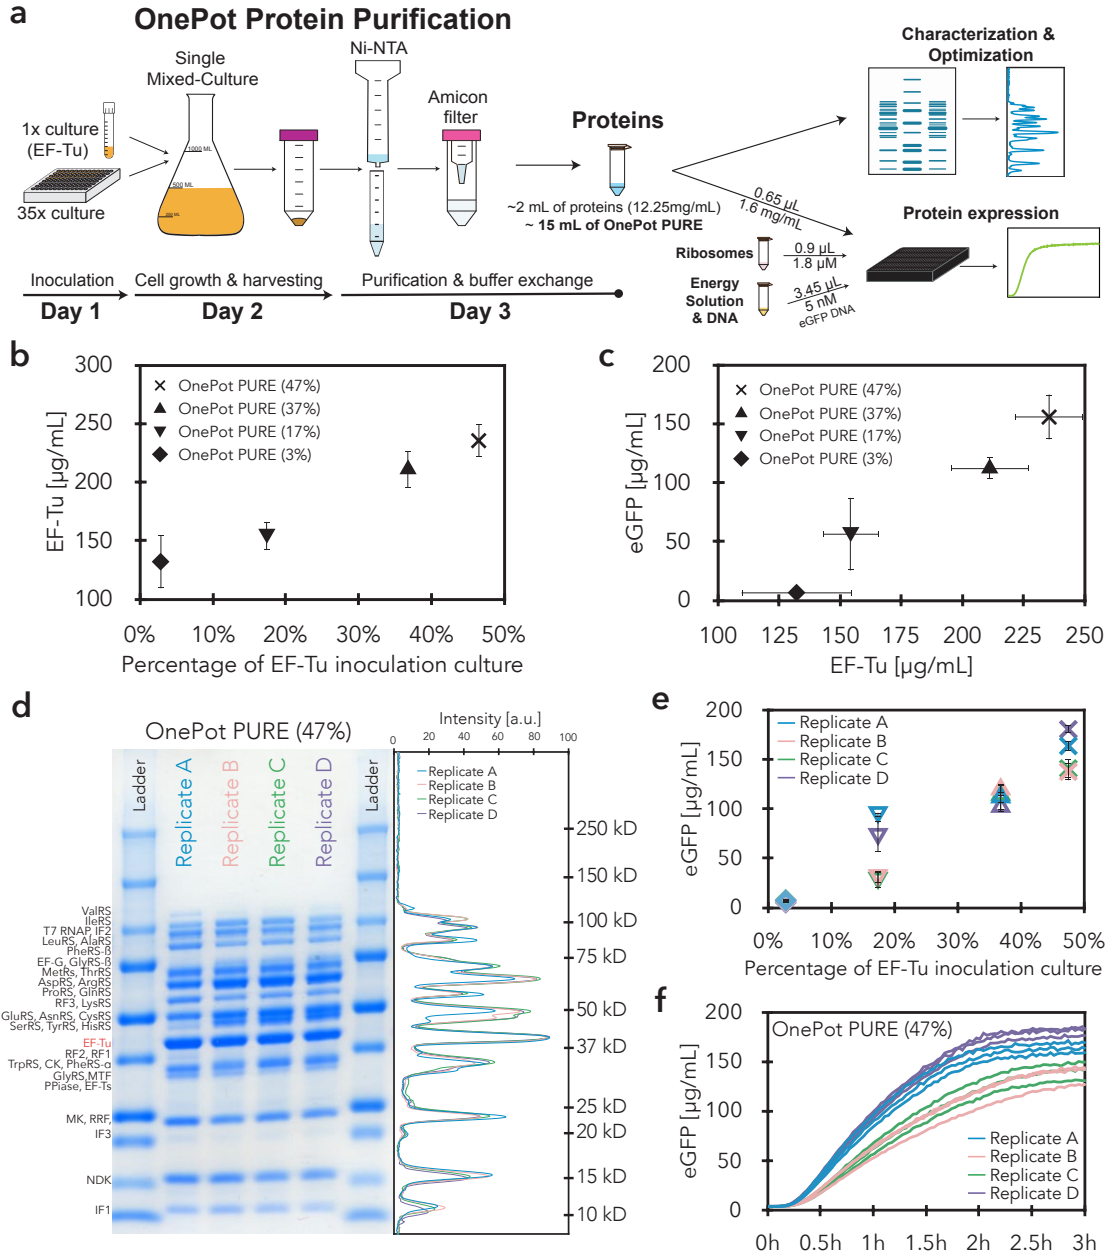 a
OnePot Protein Purification
Single
Mixed-Culture
Ni-NTA
Amicon
filter
1x culture
(EF-Tu)
35x culture
1000 ML
500 ML
Proteins
~2 mL of proteins (12.25mg/mL)
~ 15 mL of OnePot PURE
Characterization &
Optimization
0.65 µL
1.6 mg/mL
Protein expression
Ribosomes
0.9 µL
1.8 µM
Energy
Solution
& DNA
3.45 µL
5 nM
eGFP DNA
Inoculation
Cell growth & harvesting
Purification & buffer exchange
Day 1
Day 2
Day 3
b
300
250
200
150
100
EF-Tu [µg/mL]
OnePot PURE (47%)
OnePot PURE (37%)
OnePot PURE (17%)
OnePot PURE (3%)
0% 10% 20% 30% 40% 50%
Percentage of EF-Tu inoculation culture
c
200
150
100
50
0
eGFP [µg/mL]
OnePot PURE (47%)
OnePot PURE (37%)
OnePot PURE (17%)
OnePot PURE (3%)
100 125 150 175 200 225 250
EF-Tu [µg/mL]
d
OnePot PURE (47%)
Ladder
Replicate A
Replicate B
Replicate C
Replicate D
Ladder
Intensity [a.u.]
0 20 40 60 80 100
Replicate A
Replicate B
Replicate C
Replicate D
ValRS
IleRS
T7 RNAP, IF2
LeuRS, AlaRS
PheRS-ß
EF-G, GlyRS-ß
MetRs, ThrRS
AspRS, ArgRS
ProRS, GlnRS
RF3, LysRS
GluRS, AsnRS, CysRS
SerRS, TyrRS, HisRS
EF-Tu
RF2, RF1
TrpRS, CK, PheRS-α
GlyRS, MTF
PPiase, EF-Ts
MK, RRF,
IF3
NDK
IF1
250 kD
150 kD
100 kD
75 kD
50 kD
37 kD
25 kD
20 kD
15 kD
10 kD
e
200
150
100
50
0
eGFP [µg/mL]
Replicate A
Replicate B
Replicate C
Replicate D
0% 10% 20% 30% 40% 50%
Percentage of EF-Tu inoculation culture
f
OnePot PURE (47%)
200
150
100
50
0
eGFP [µg/mL]
Replicate A
Replicate B
Replicate C
Replicate D
0h 0.5h 1h 1.5h 2h 2.5h 3h